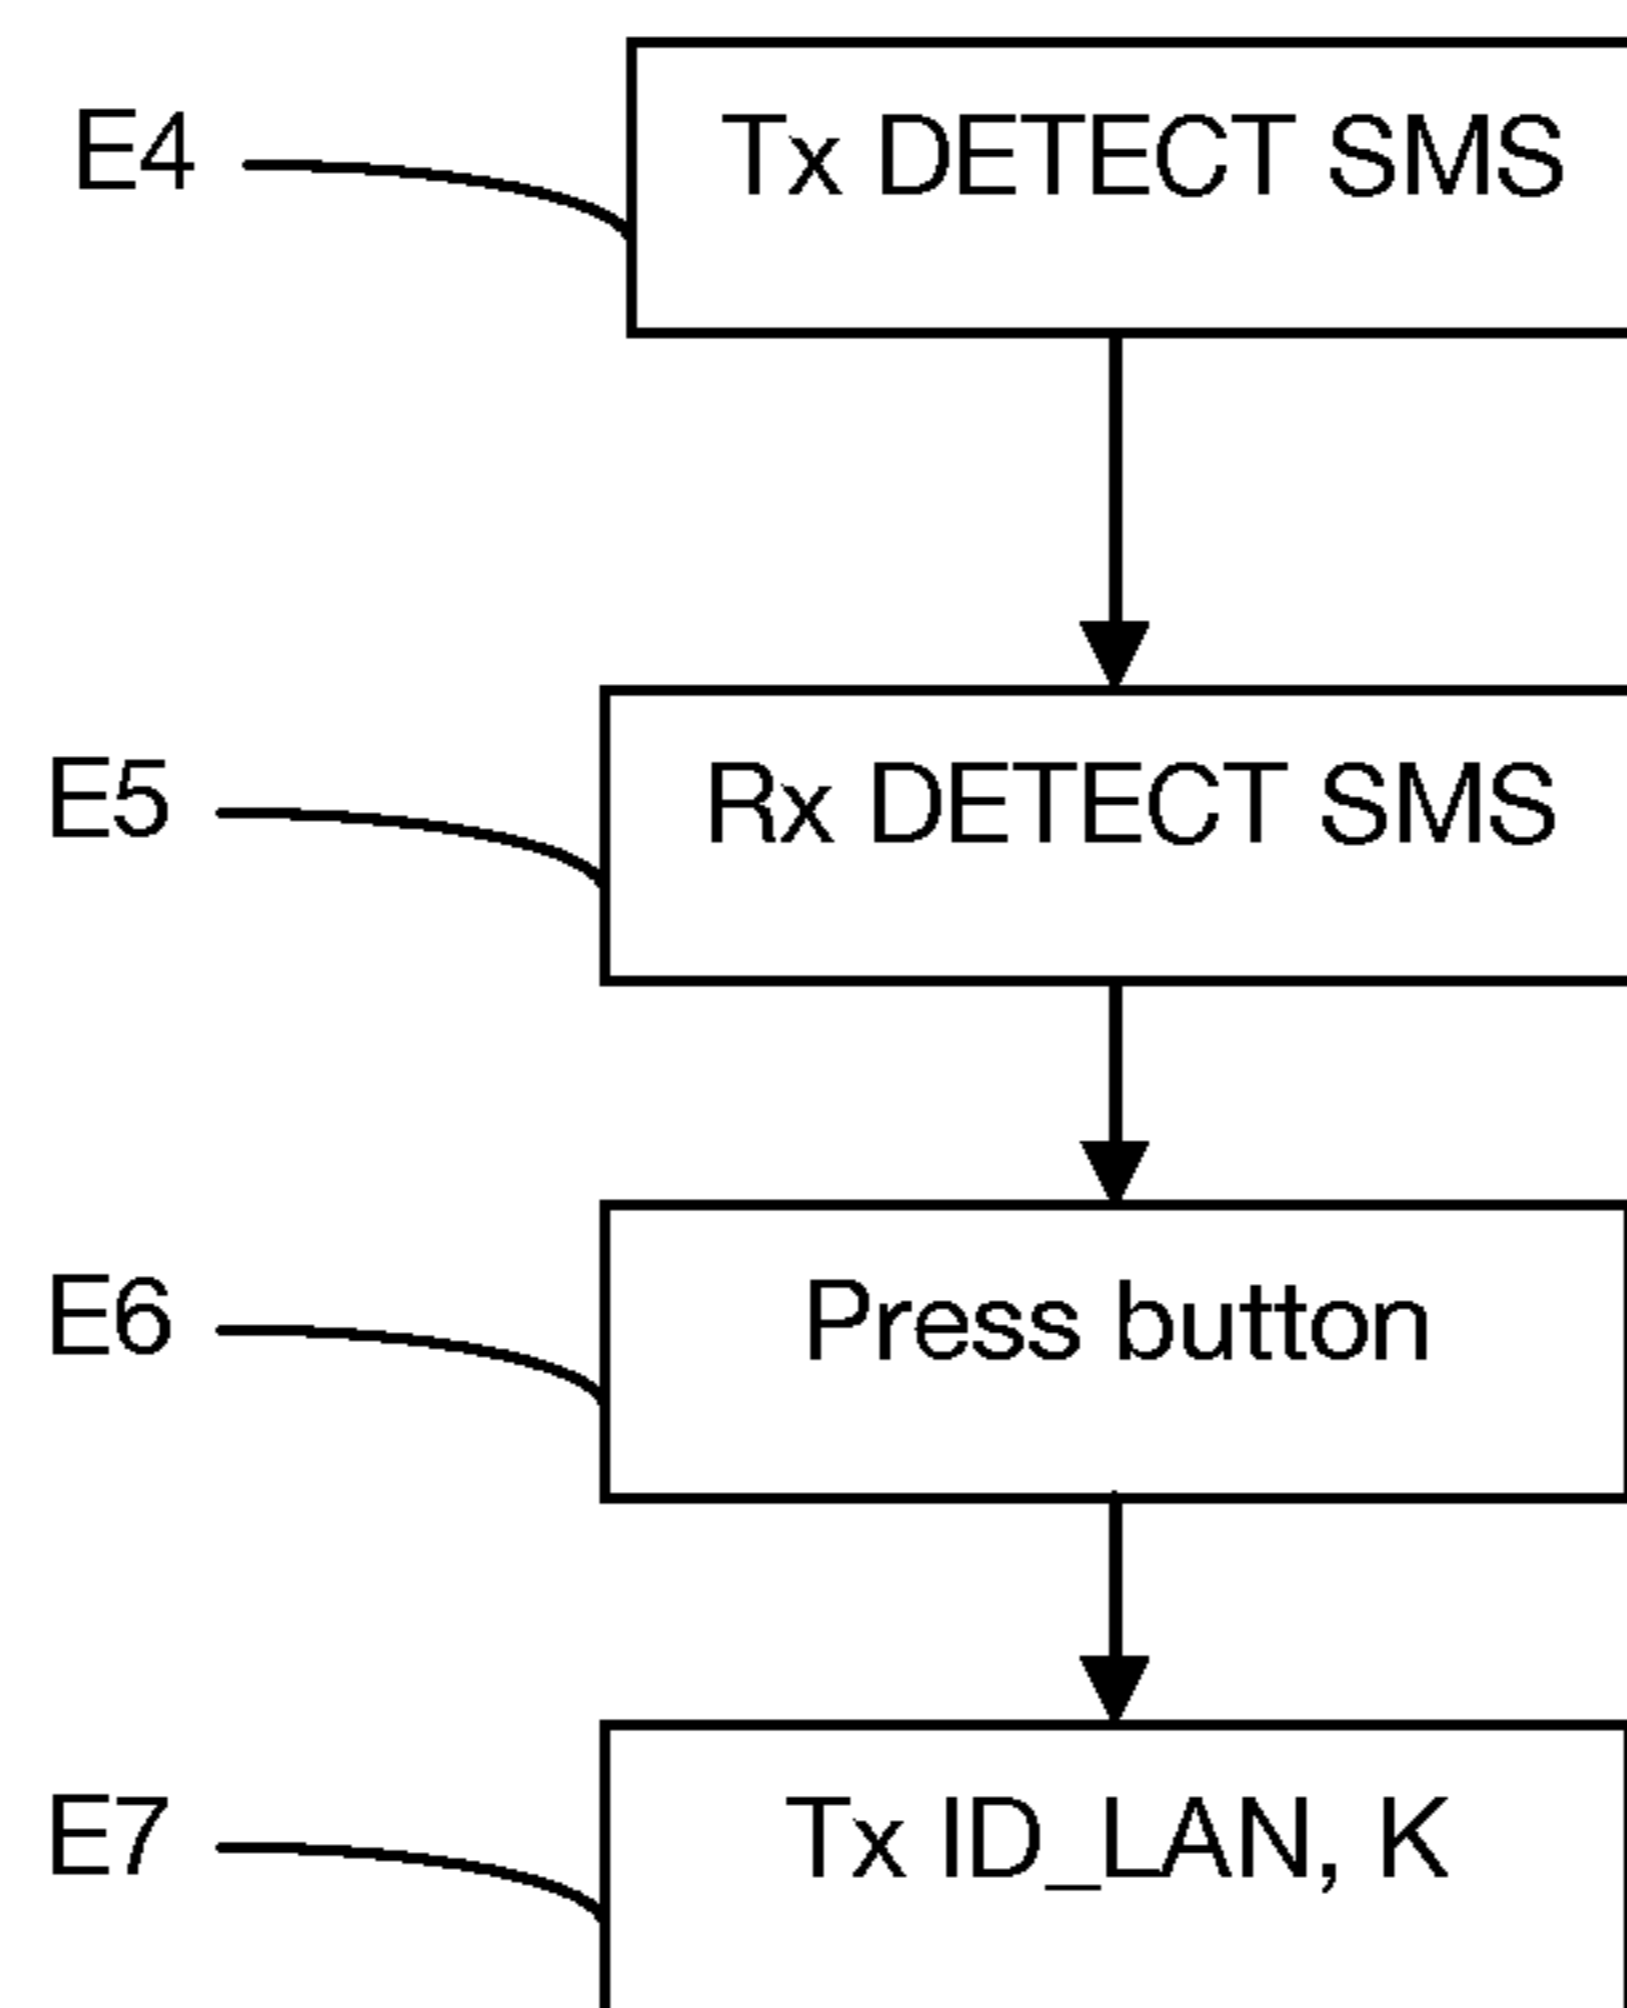 E4 Tx DETECT SMS
E5 Rx DETECT SMS
E6 Press button
E7 Tx ID_LAN, K